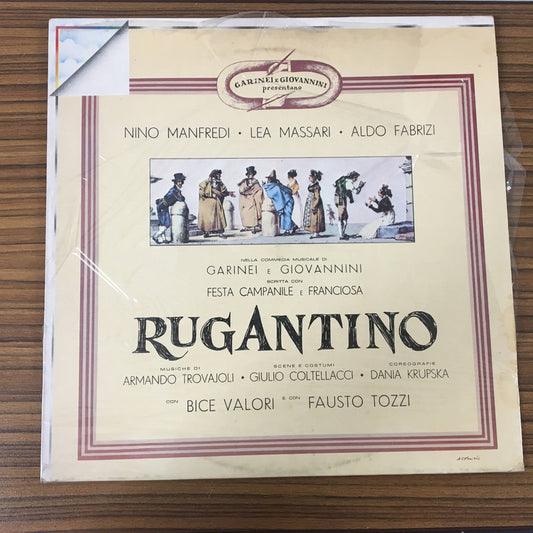 GARINEI E GIOVANNINI
presentano
NINO MANFREDI • LEA MASSARI • ALDO FABRIZI
NELLA COMMEDIA MUSICALE DI
GARINEI E GIOVANNINI
SCRITTA CON
FESTA CAMPANILE E FRANCIOSA
RUGANTINO
MUSICHE DI
ARMANDO TROVAJOLI •
SCENE E COSTUMI
GIULIO COLTELLACCI •
COREOGRAFIE
DANIA KRUPSKA
CON BICE VALORI E CON FAUSTO TOZZI